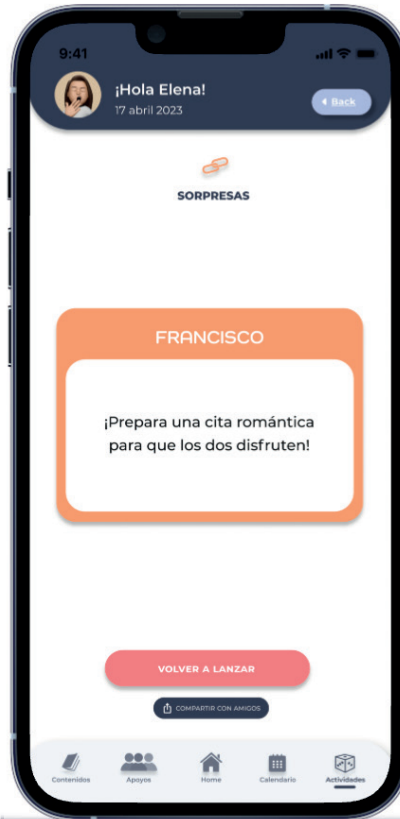 9:41
¡Hola Elena!
17 abril 2023
Back
SORPRESAS
FRANCISCO
¡Prepara una cita romántica
para que los dos disfruten!
VOLVER A LANZAR
COMPARTIR CON AMIGOS
Contenidos Apoyos Home Calendario Actividades